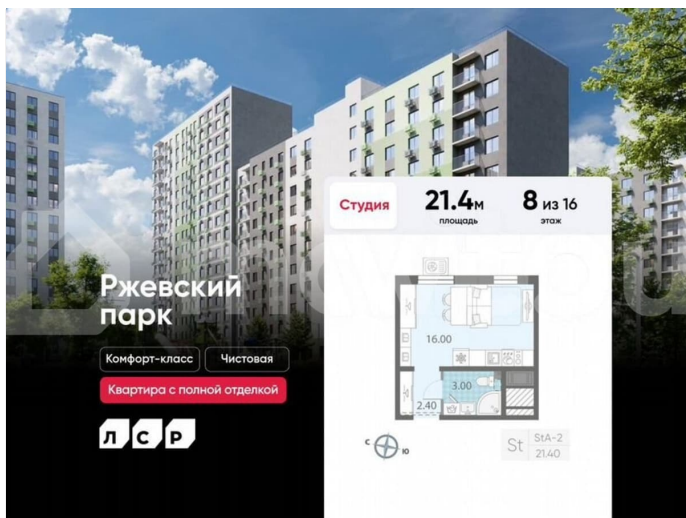 Студия
21.4м
площадь
8 из 16
этаж
Ржевский
парк
Комфорт-класс
Чистовая
Квартира с полной отделкой
ЛСР
16.00
3.00
2.40
С
Ю
St
StA-2
21.40